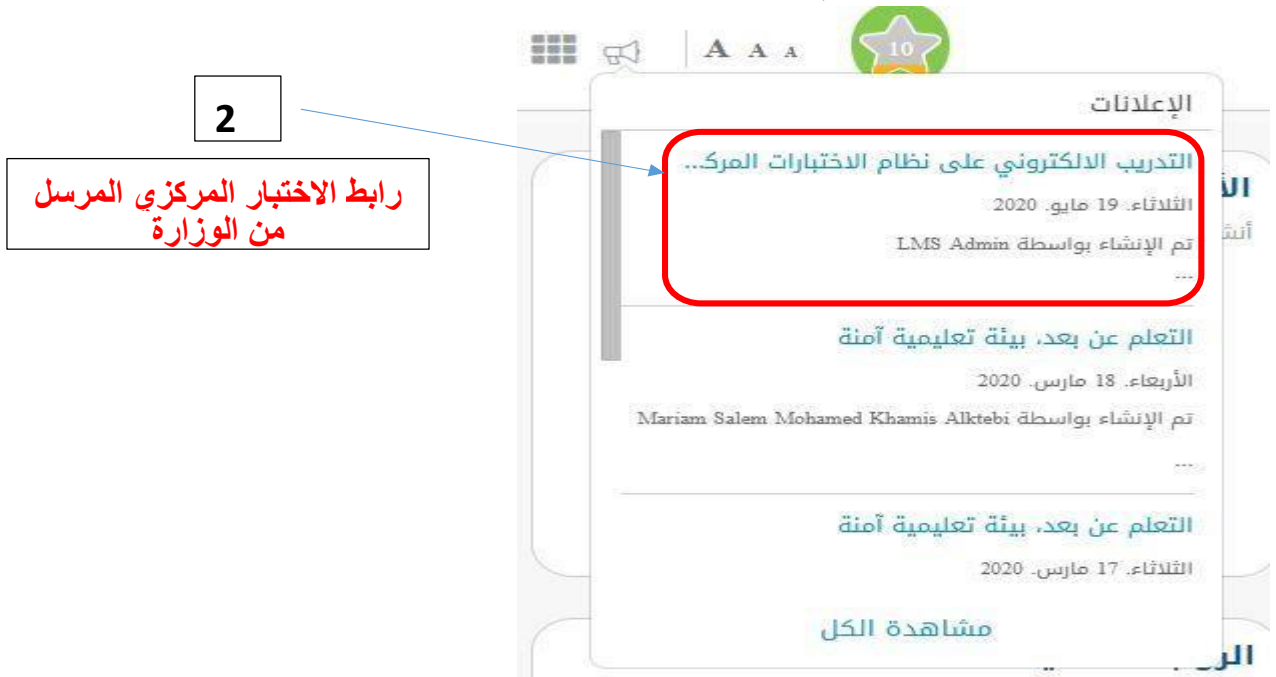 10
A A A
الإعلانات
2
التدريب الالكتروني على نظام الاختبارات المركـ...
الثلاثاء. 19 مايو. 2020
تم الإنشاء بواسطة LMS Admin
---
رابط الاختبار المركزي المرسل
من الوزارة
التعلم عن بعد، بيئة تعليمية آمنة
الأربعاء. 18 مارس. 2020
تم الإنشاء بواسطة Mariam Salem Mohamed Khamis Alktebi
---
التعلم عن بعد، بيئة تعليمية آمنة
الثلاثاء. 17 مارس. 2020
مشاهدة الكل